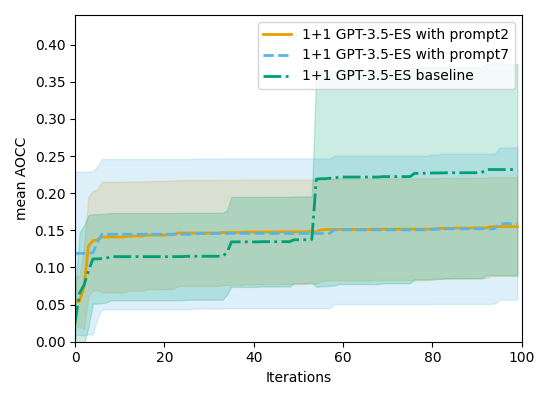 1+1 GPT-3.5-ES with prompt2
1+1 GPT-3.5-ES with prompt7
1+1 GPT-3.5-ES baseline
mean AOCC
0.40
0.35
0.30
0.25
0.20
0.15
0.10
0.05
0.00
0 20 40 60 80 100
Iterations